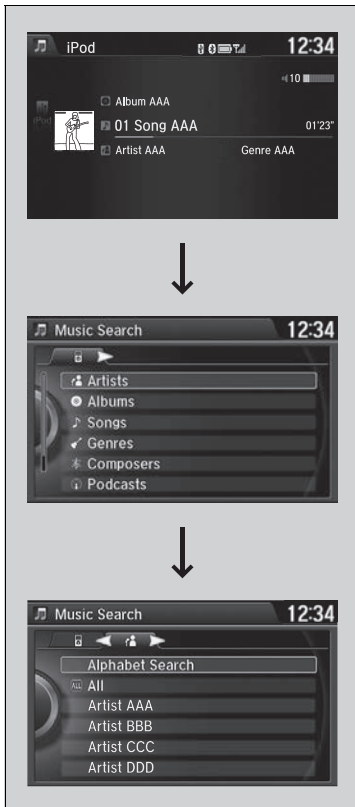 iPod 12:34
10
Album AAA
01 Song AAA 01'23"
Artist AAA Genre AAA
Music Search 12:34
Artists
Albums
Songs
Genres
Composers
Podcasts
Music Search 12:34
Alphabet Search
ALL All
Artist AAA
Artist BBB
Artist CCC
Artist DDD